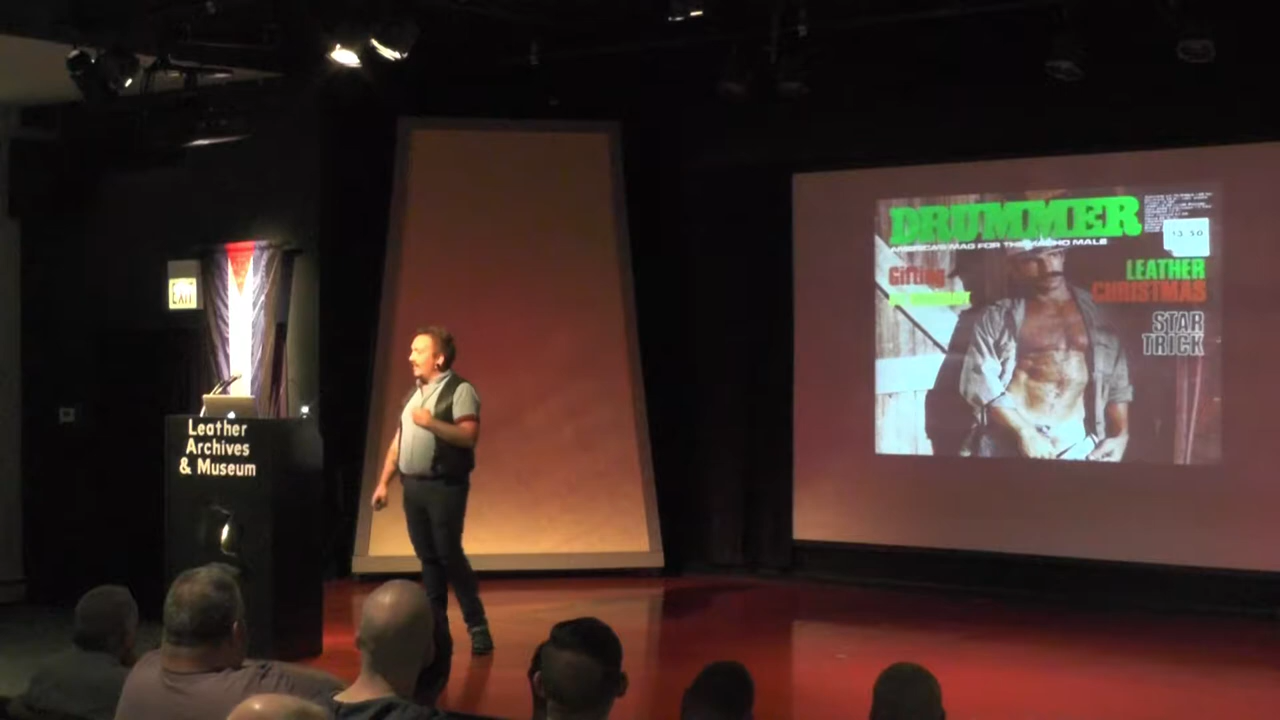 EXIT
Leather
Archives
& Museum
DRUMMER
AMERICA'S MAG FOR THE MACHO MALE
$3.50
Gifting
LEATHER
CHRISTMAS
STAR
TRICK